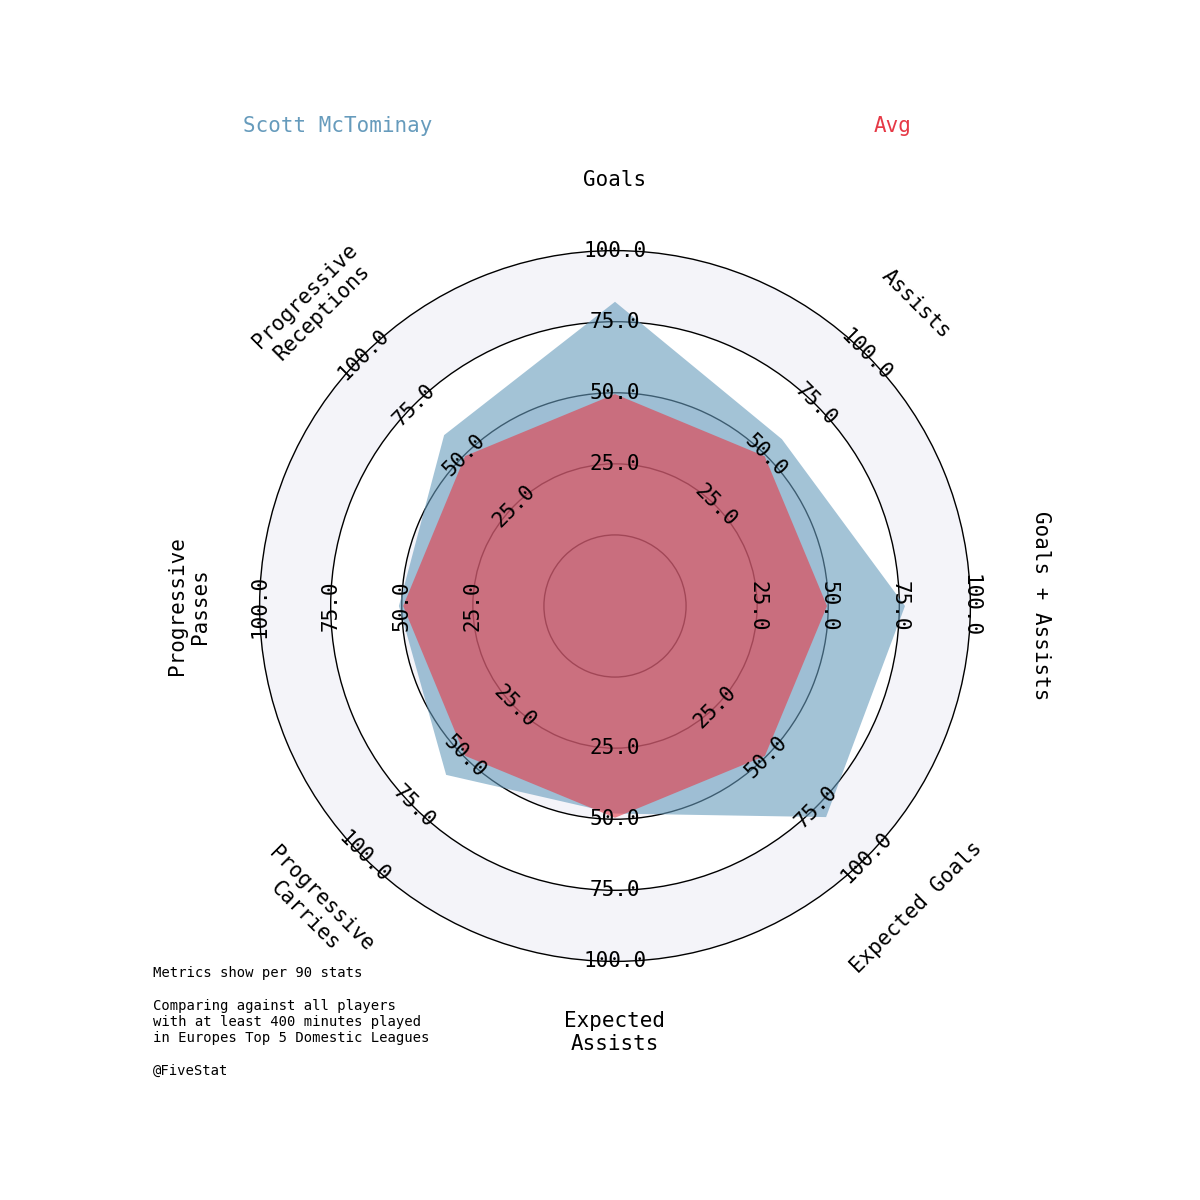 Scott McTominay
Avg
Goals
Assists
Goals + Assists
Expected Goals
Expected
Assists
Progressive
Carries
Progressive
Passes
Progressive
Receptions
25.0
50.0
75.0
100.0
25.0
50.0
75.0
100.0
25.0
50.0
75.0
100.0
25.0
50.0
75.0
100.0
25.0
50.0
75.0
100.0
25.0
50.0
75.0
100.0
25.0
50.0
75.0
100.0
25.0
50.0
75.0
100.0
Metrics show per 90 stats
Comparing against all players
with at least 400 minutes played
in Europes Top 5 Domestic Leagues
@FiveStat